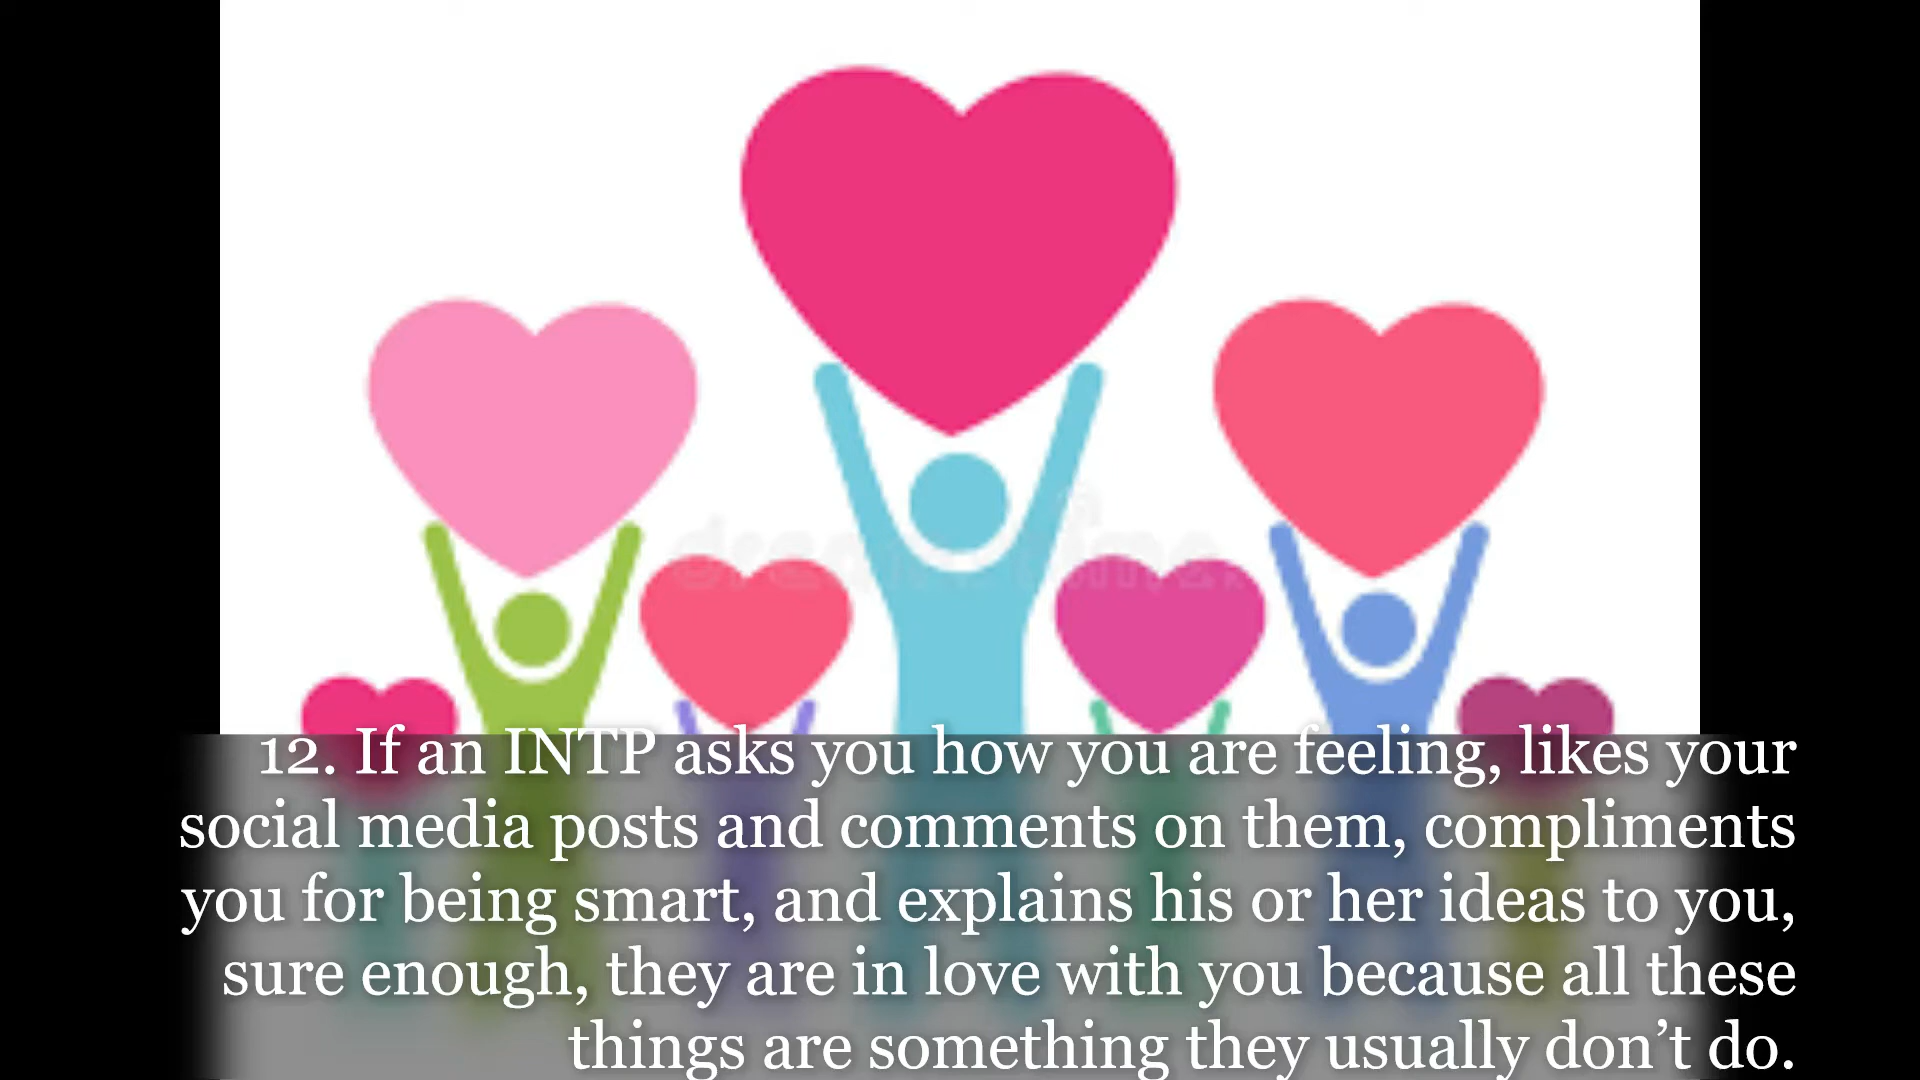 12. If an INTP asks you how you are feeling, likes your
social media posts and comments on them, compliments
you for being smart, and explains his or her ideas to you,
sure enough, they are in love with you because all these
things are something they usually don’t do.